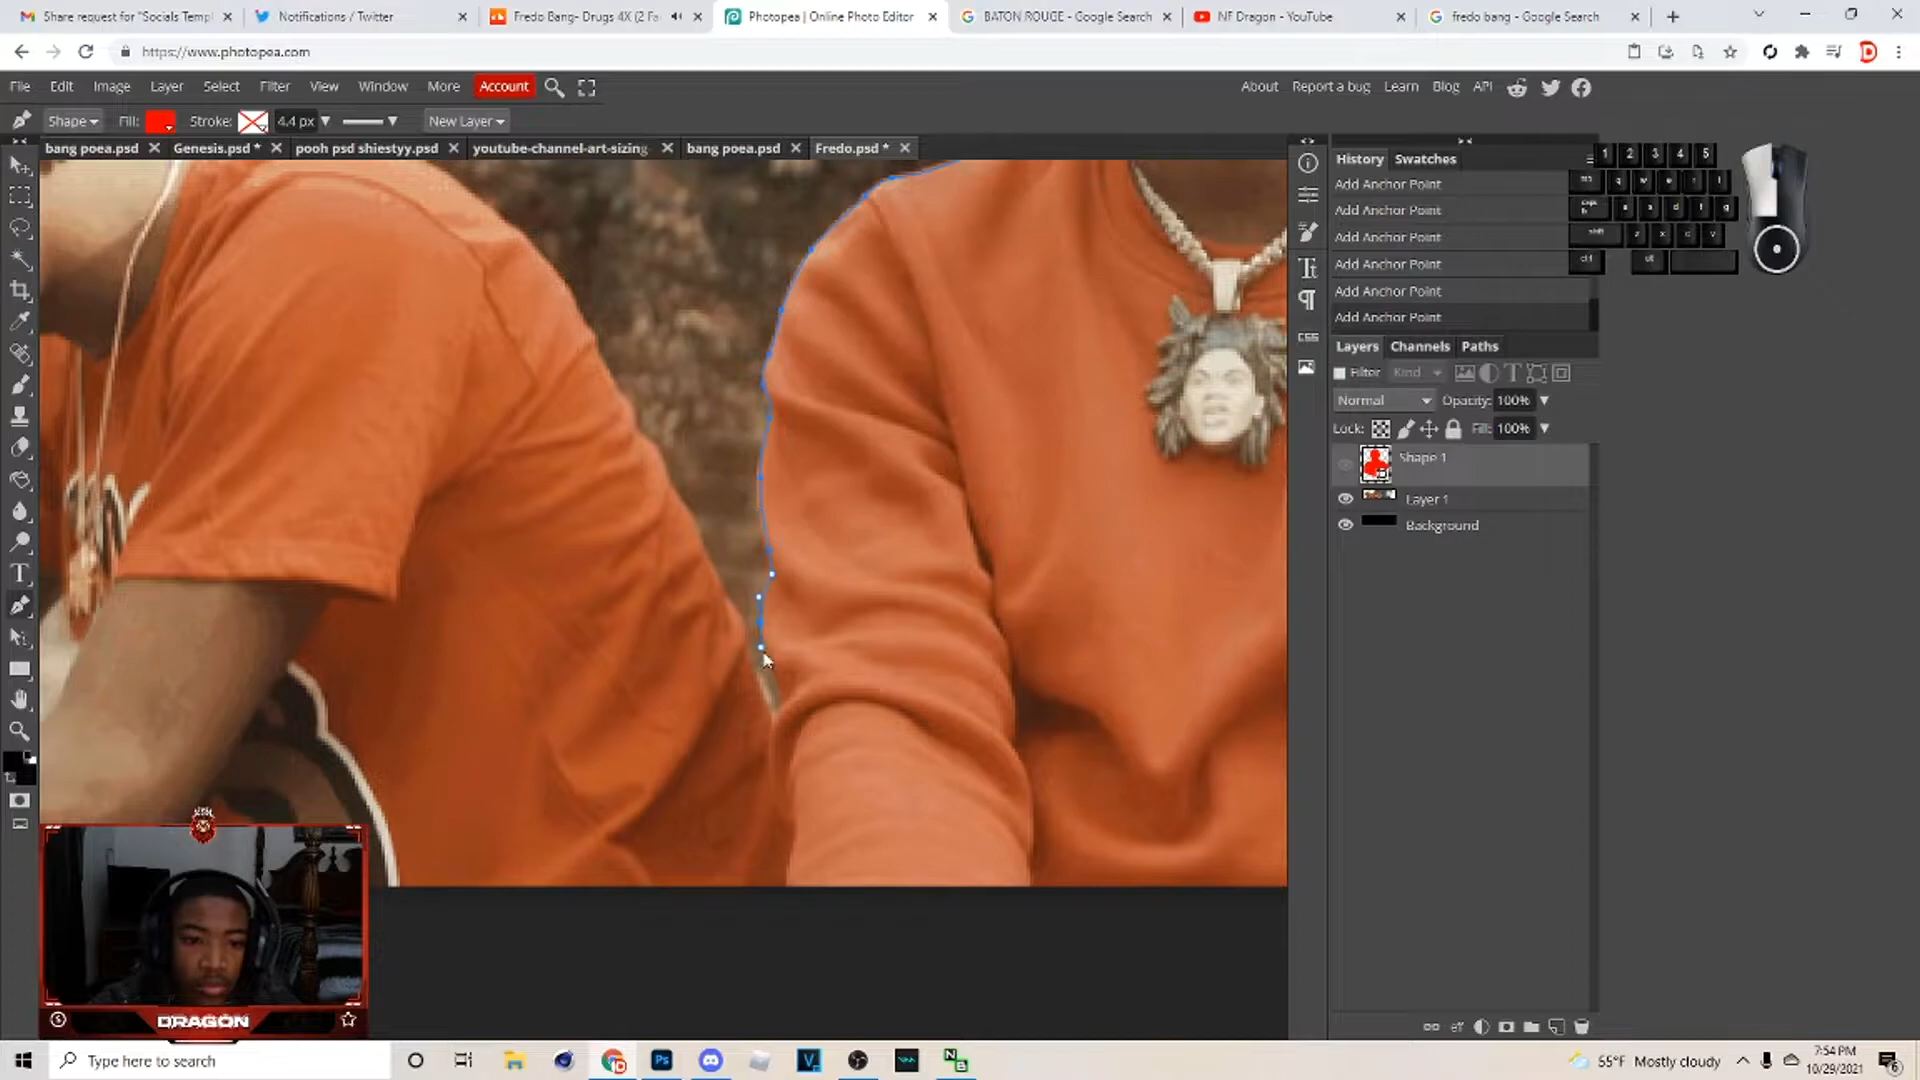 Share request for "Socials Templ
Notifications / Twitter
Fredo Bang- Drugs 4X (2 Fa
Photopea | Online Photo Editor
BATON ROUGE - Google Search
NF Dragon - YouTube
fredo bang - Google Search
https://www.photopea.com
File Edit Image Layer Select Filter View Window More Account
About Report a bug Learn Blog API
Shape Fill: Stroke: 4.4 px New Layer
bang poea.psd Genesis.psd * pooh psd shiestyy.psd youtube-channel-art-sizing bang poea.psd Fredo.psd *
History Swatches
Add Anchor Point
Add Anchor Point
Add Anchor Point
Add Anchor Point
Add Anchor Point
Add Anchor Point
Layers Channels Paths
Filter Kind
Normal Opacity: 100%
Lock: Fill: 100%
Shape 1
Layer 1
Background
CSS
1 2 3 4 5
DRAGON
Type here to search
55°F Mostly cloudy
7:54 PM
10/29/2021